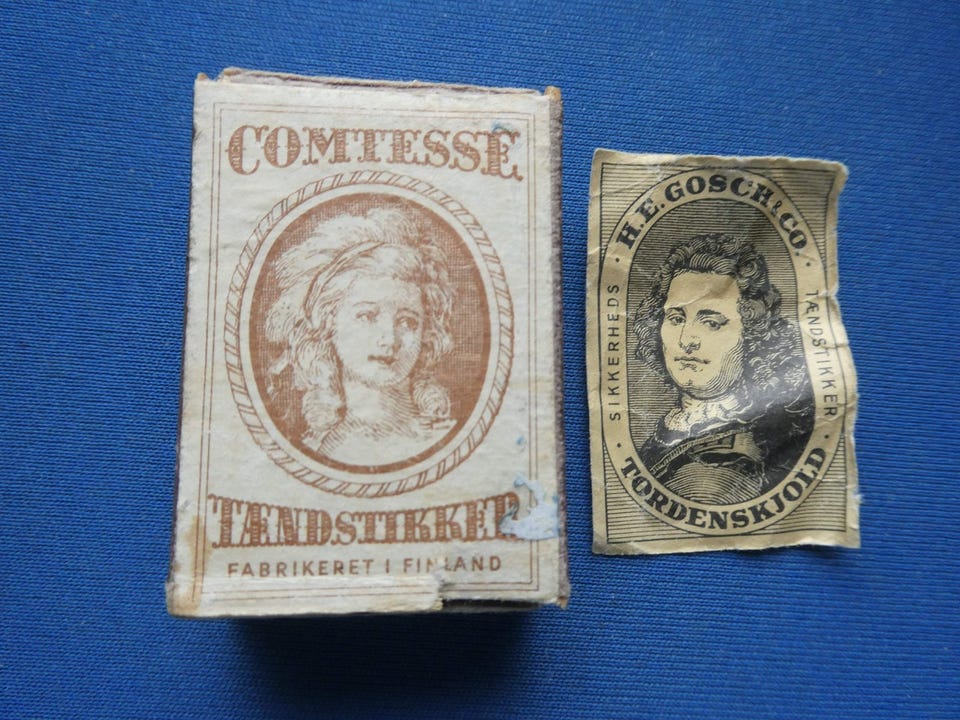 COMTESSE
TÆNDSTIKKER
FABRIKERET I FINLAND
H.E. GOSCH & CO.
SIKKERHEDS
TÆNDSTIKKER
TORDENSKJOLD